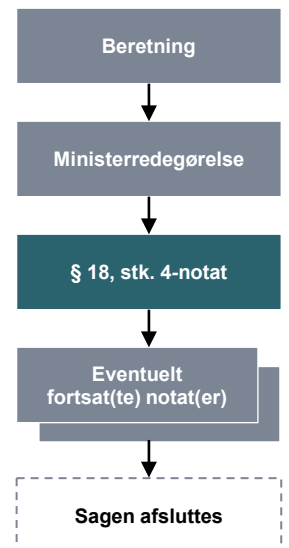 Beretning
Ministerredegørelse
§ 18, stk. 4-notat
Eventuelt
fortsat(te) notat(er)
Sagen afsluttes